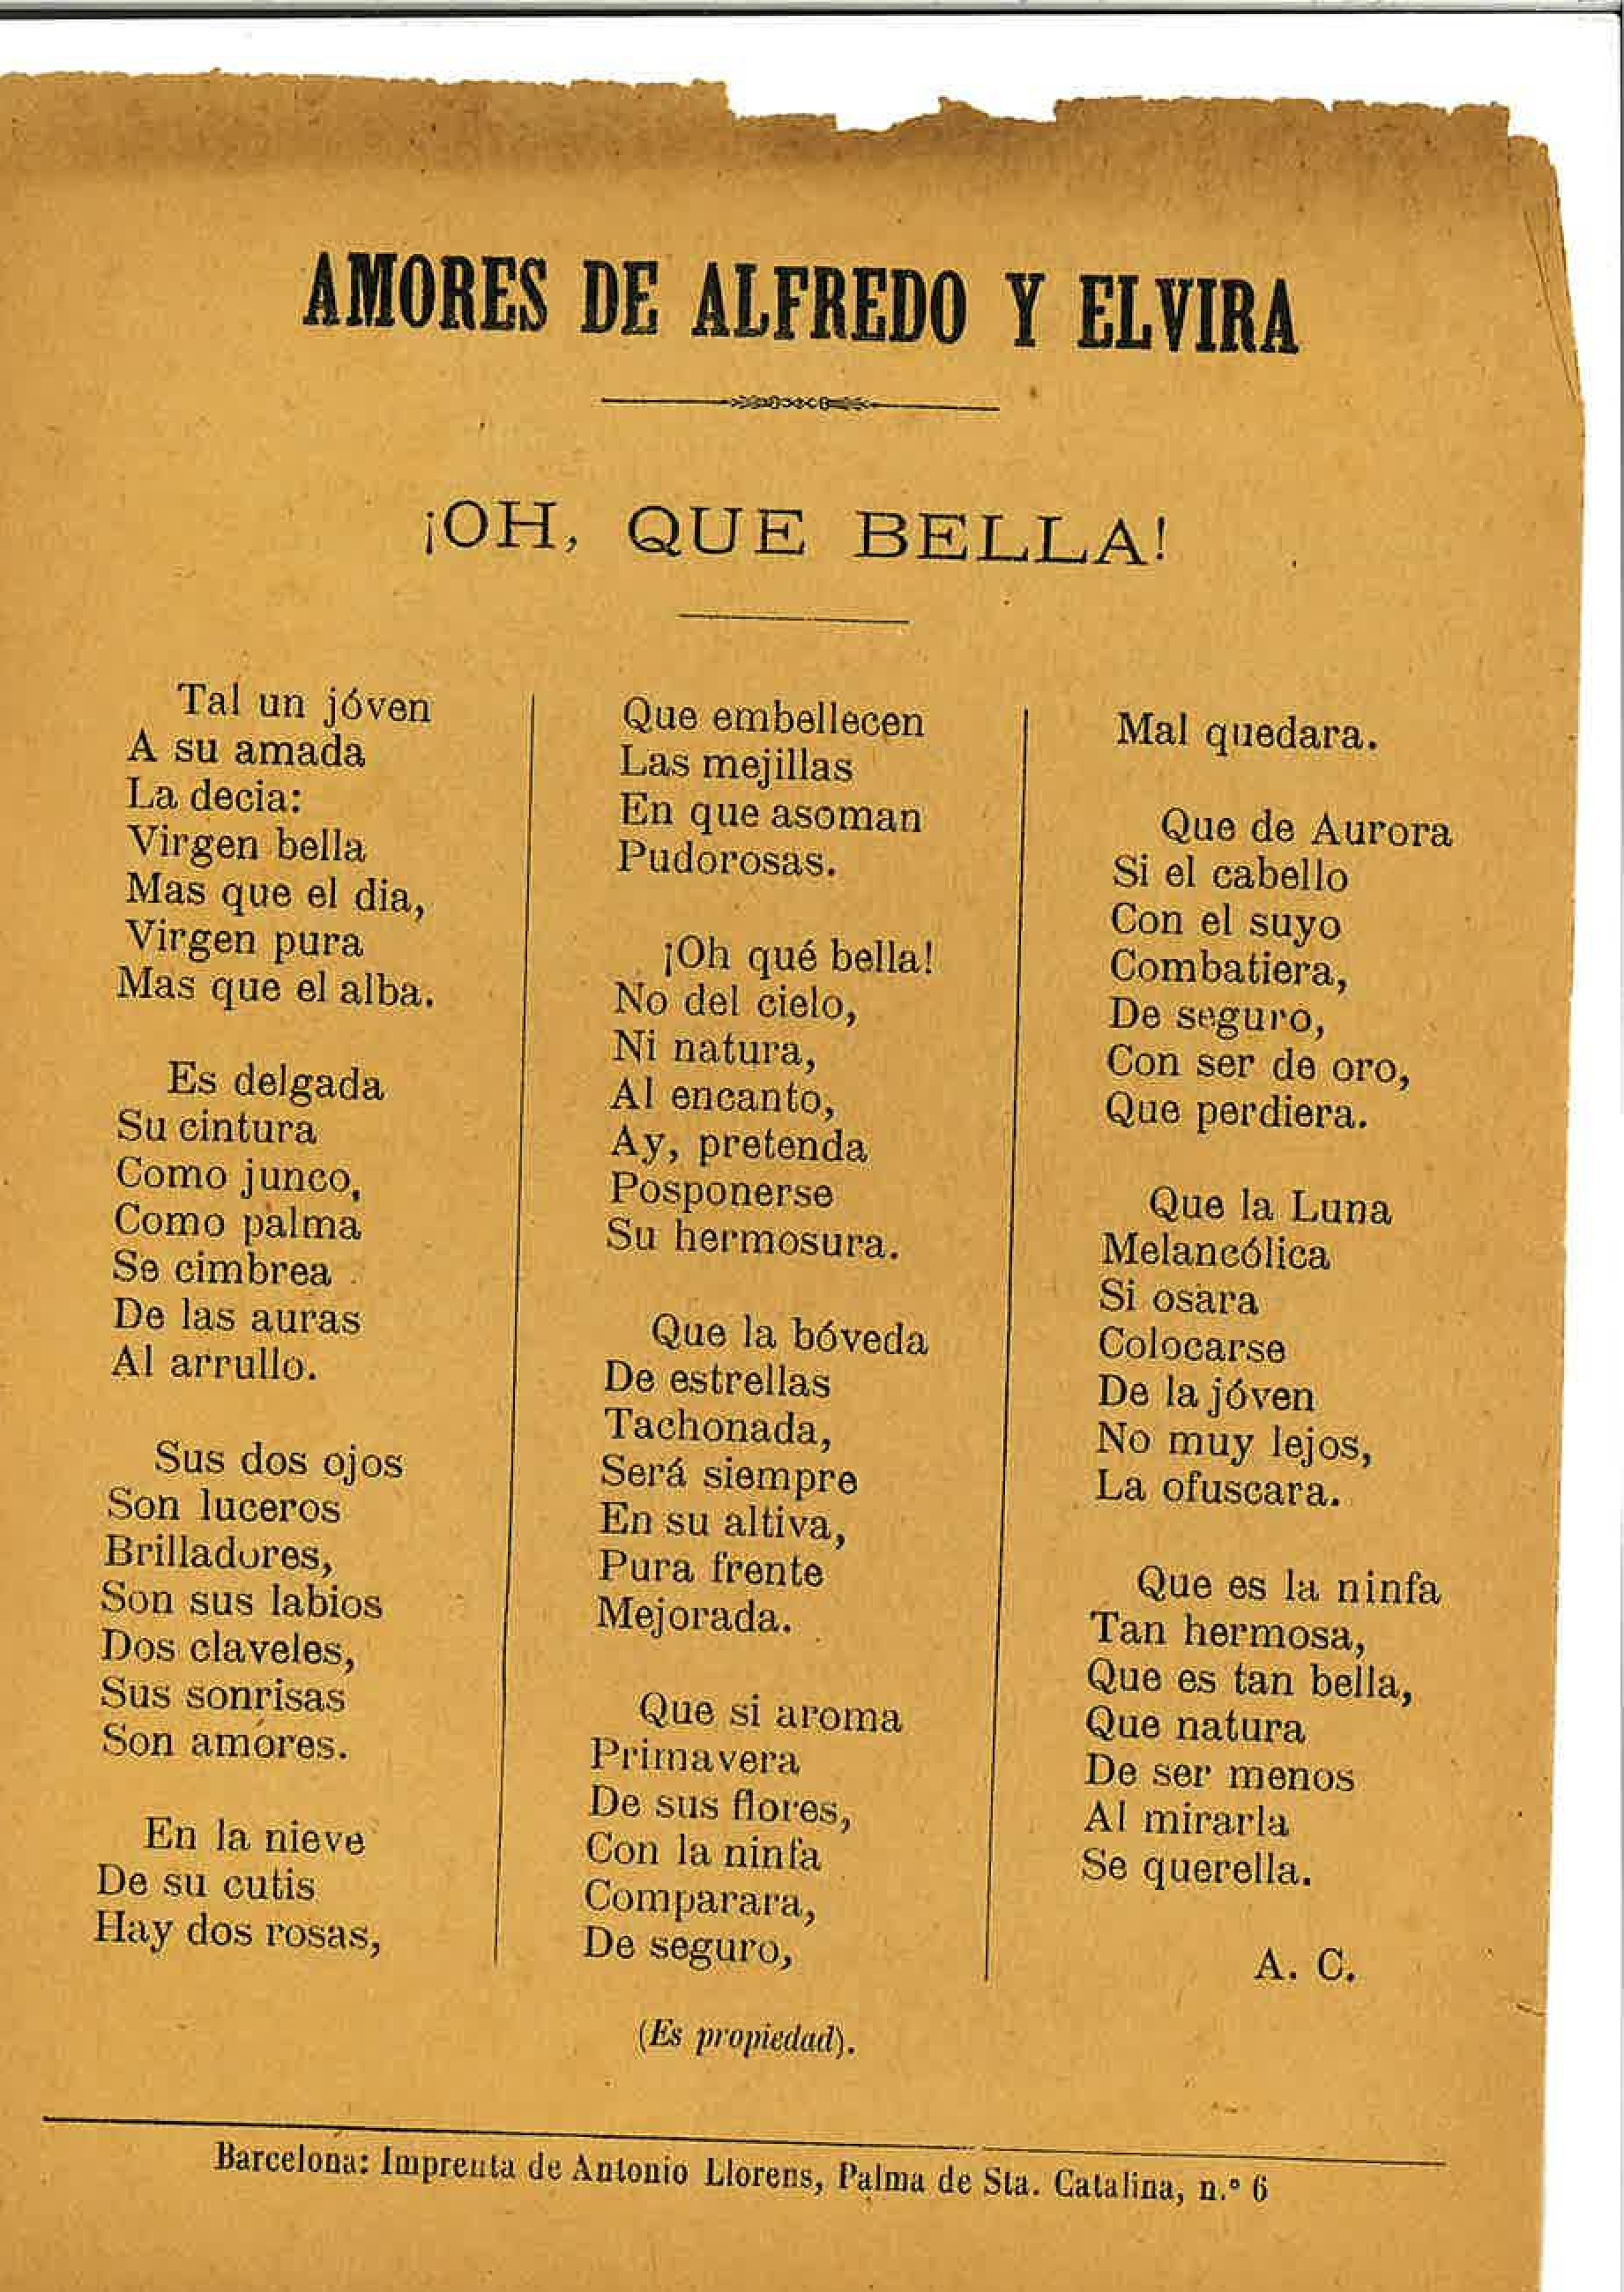 AMORES DE ALFREDO Y ELVIRA
¡OH, QUE BELLA!
Tal un jóven
A su amada
La decia:
Virgen bella
Mas que el dia,
Virgen pura
Mas que el alba.
Es delgada
Su cintura
Como junco,
Como palma
Se cimbrea
De las auras
Al arrullo.
Sus dos ojos
Son luceros
Brilladores,
Son sus labios
Dos claveles,
Sus sonrisas
Son amores.
En la nieve
De su cutis
Hay dos rosas,
Que embellecen
Las mejillas
En que asoman
Pudorosas.
¡Oh qué bella!
No del cielo,
Ni natura,
Al encanto,
Ay, pretenda
Posponerse
Su hermosura.
Que la bóveda
De estrellas
Tachonada,
Será siempre
En su altiva,
Pura frente
Mejorada.
Que si aroma
Primavera
De sus flores,
Con la ninfa
Comparara,
De seguro,
Mal quedara.
Que de Aurora
Si el cabello
Con el suyo
Combatiera,
De seguro,
Con ser de oro,
Que perdiera.
Que la Luna
Melancólica
Si osara
Colocarse
De la jóven
No muy lejos,
La ofuscara.
Que es la ninfa
Tan hermosa,
Que es tan bella,
Que natura
De ser menos
Al mirarla
Se querella.
A. C.
(Es propiedad).
Barcelona: Imprenta de Antonio Llorens, Palma de Sta. Catalina, n.° 6